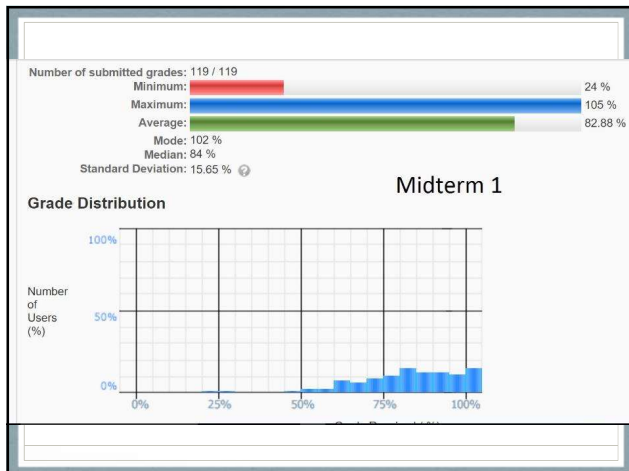 Number of submitted grades: 119 / 119
Minimum: 24 %
Maximum: 105 %
Average: 82.88 %
Mode: 102 %
Median: 84 %
Standard Deviation: 15.65 % ?
Midterm 1
Grade Distribution
100%
Number
of
Users
(%)
50%
0%
0% 25% 50% 75% 100%